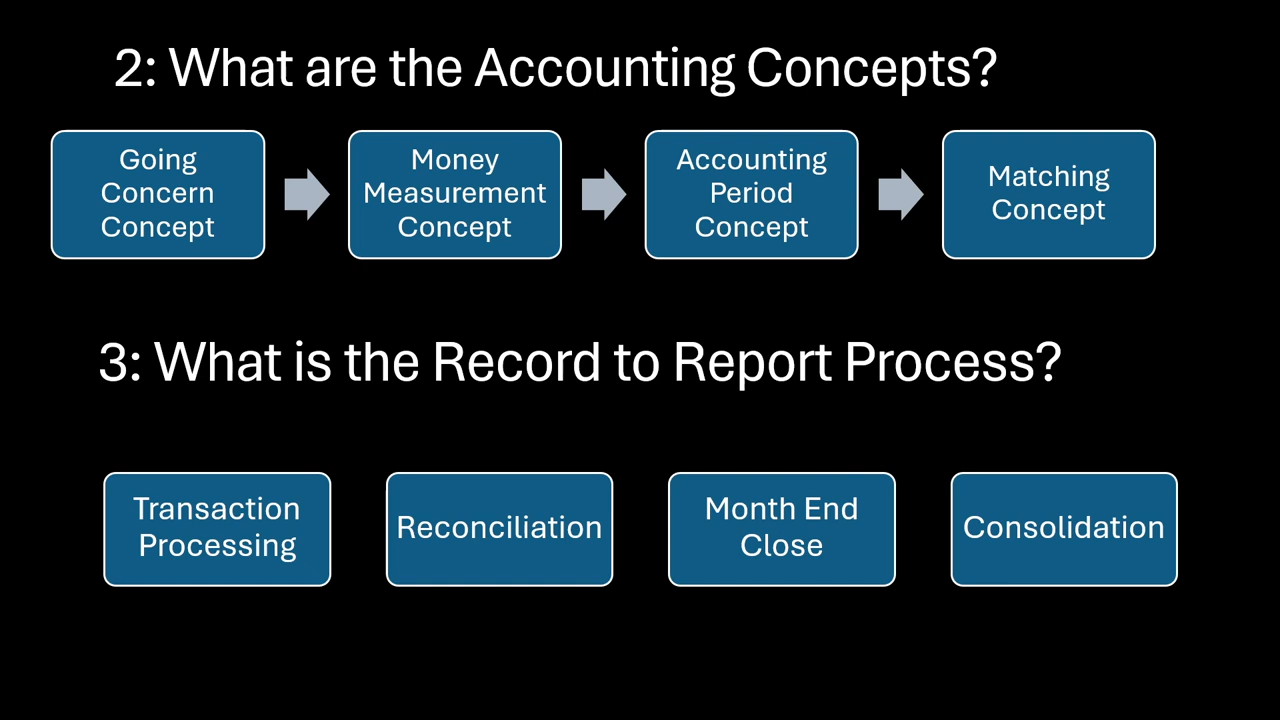 2: What are the Accounting Concepts?
Going
Concern
Concept
Money
Measurement
Concept
Accounting
Period
Concept
Matching
Concept
3: What is the Record to Report Process?
Transaction
Processing
Reconciliation
Month End
Close
Consolidation